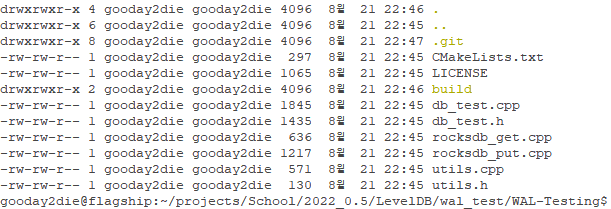 drwxrwxr-x 4 gooday2die gooday2die 4096  8월  21 22:46 .
drwxrwxr-x 6 gooday2die gooday2die 4096  8월  21 22:45 ..
drwxrwxr-x 8 gooday2die gooday2die 4096  8월  21 22:47 .git
-rw-rw-r-- 1 gooday2die gooday2die  297  8월  21 22:45 CMakeLists.txt
-rw-rw-r-- 1 gooday2die gooday2die 1065  8월  21 22:45 LICENSE
drwxrwxr-x 2 gooday2die gooday2die 4096  8월  21 22:46 build
-rw-rw-r-- 1 gooday2die gooday2die 1845  8월  21 22:45 db_test.cpp
-rw-rw-r-- 1 gooday2die gooday2die 1435  8월  21 22:45 db_test.h
-rw-rw-r-- 1 gooday2die gooday2die  636  8월  21 22:45 rocksdb_get.cpp
-rw-rw-r-- 1 gooday2die gooday2die 1217  8월  21 22:45 rocksdb_put.cpp
-rw-rw-r-- 1 gooday2die gooday2die  571  8월  21 22:45 utils.cpp
-rw-rw-r-- 1 gooday2die gooday2die  130  8월  21 22:45 utils.h
gooday2die@flagship:~/projects/School/2022_0.5/LevelDB/wal_test/WAL-Testing$